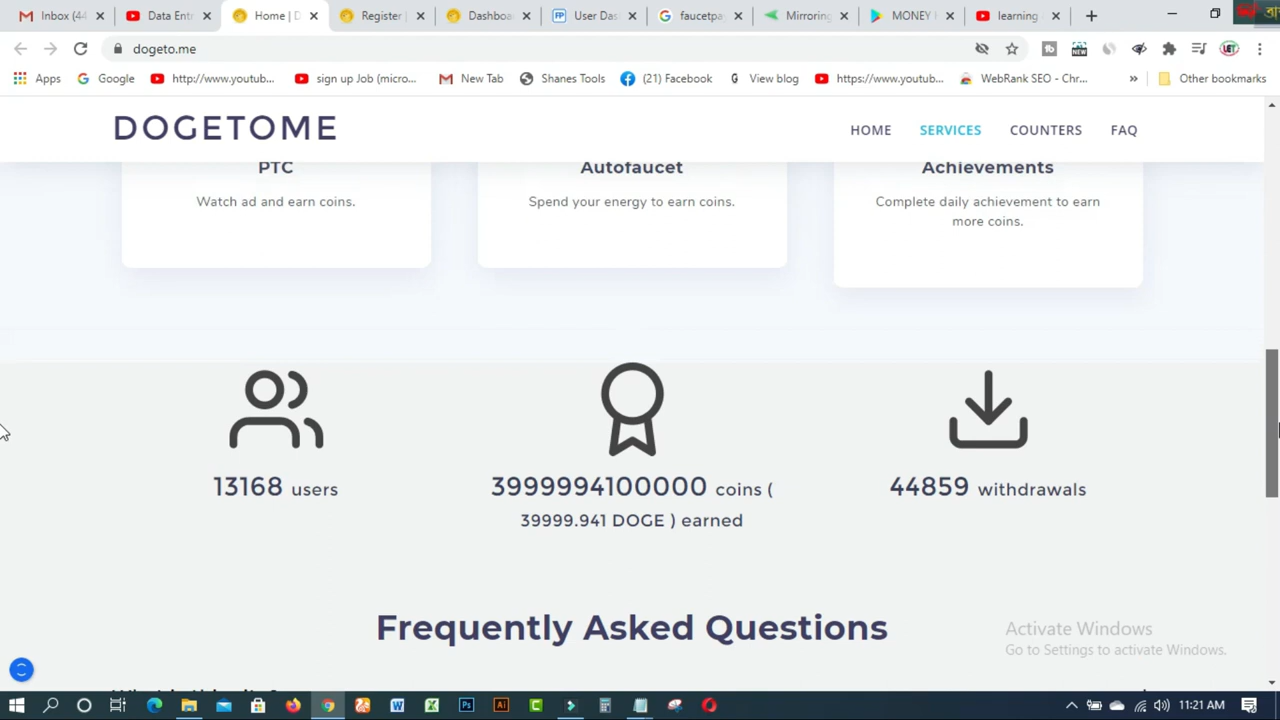 Inbox (44
Data Entr
Home | D
Register |
Dashboar
User Das
faucetpay
Mirroring
MONEY
learning
dogeto.me
Apps
Google
http://www.youtub...
sign up Job (micro...
New Tab
Shanes Tools
(21) Facebook
View blog
https://www.youtub...
WebRank SEO - Chr...
Other bookmarks
DOGETOME
HOME
SERVICES
COUNTERS
FAQ
PTC
Autofaucet
Achievements
Watch ad and earn coins.
Spend your energy to earn coins.
Complete daily achievement to earn
more coins.
13168 users
3999994100000 coins (
39999.941 DOGE ) earned
44859 withdrawals
Frequently Asked Questions
Activate Windows
Go to Settings to activate Windows.
11:21 AM